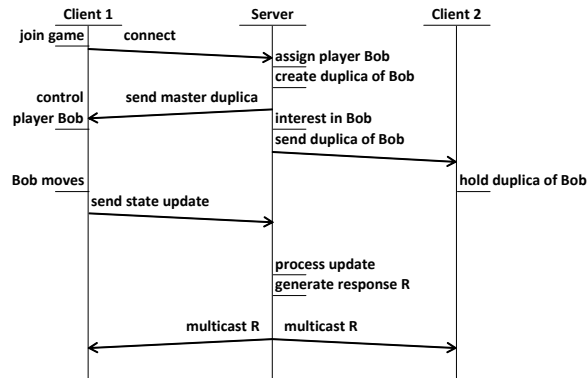 Client 1 Server Client 2
join game connect
assign player Bob
create duplica of Bob
control send master duplica
player Bob interest in Bob
send duplica of Bob
Bob moves hold duplica of Bob
send state update
process update
generate response R
multicast R multicast R